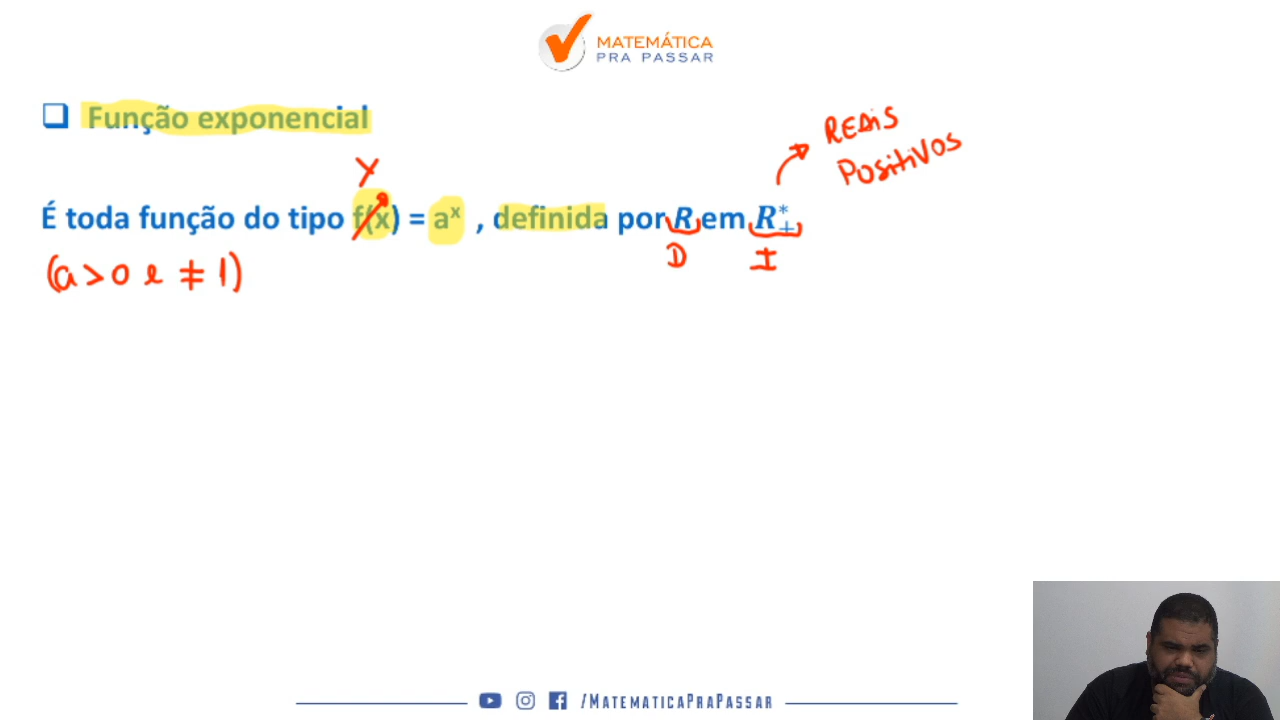 MATEMÁTICA
PRA PASSAR
Função exponencial
REAIS
POSITIVOS
Y
É toda função do tipo f(x) = aˣ , definida por R em R₊*
D I
(a > 0 e ≠ 1)
/MATEMATICAPRAPASSAR